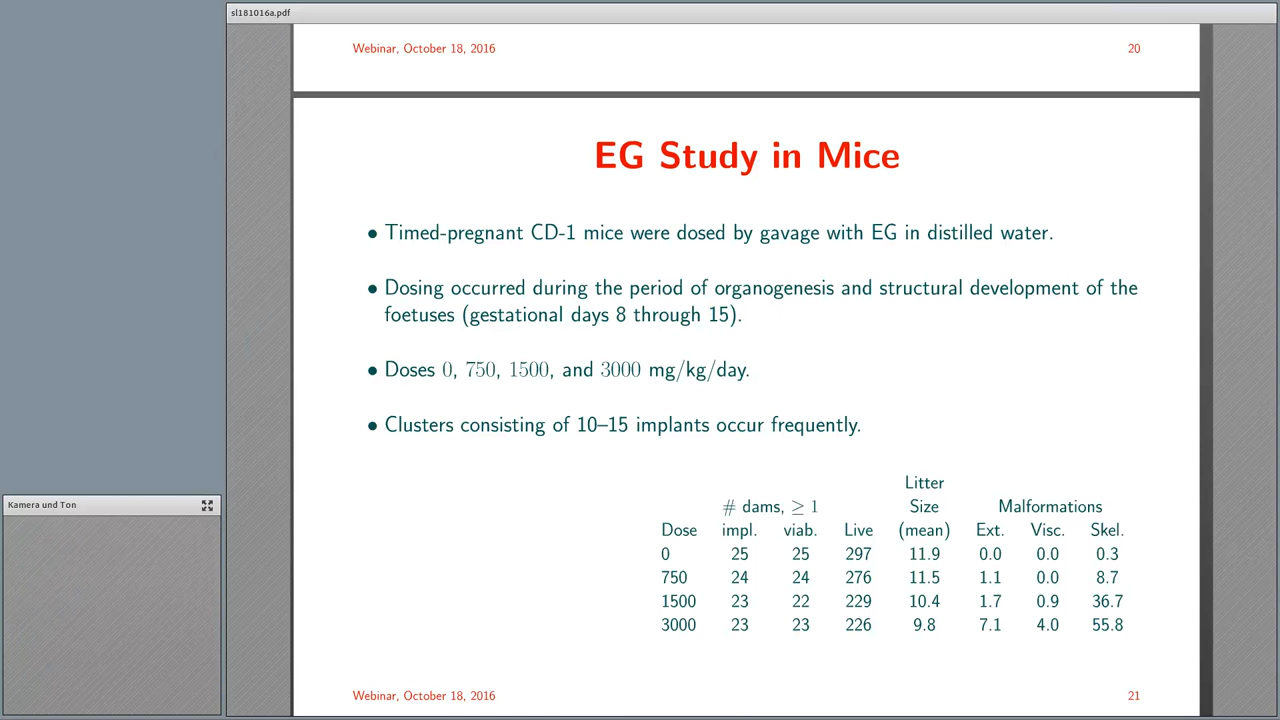 sl181016a.pdf
Webinar, October 18, 2016 20
EG Study in Mice
• Timed-pregnant CD-1 mice were dosed by gavage with EG in distilled water.
• Dosing occurred during the period of organogenesis and structural development of the
foetuses (gestational days 8 through 15).
• Doses 0, 750, 1500, and 3000 mg/kg/day.
• Clusters consisting of 10–15 implants occur frequently.
Litter
# dams, ≥ 1 Size Malformations
Dose impl. viab. Live (mean) Ext. Visc. Skel.
0 25 25 297 11.9 0.0 0.0 0.3
750 24 24 276 11.5 1.1 0.0 8.7
1500 23 22 229 10.4 1.7 0.9 36.7
3000 23 23 226 9.8 7.1 4.0 55.8
Webinar, October 18, 2016 21
Kamera und Ton